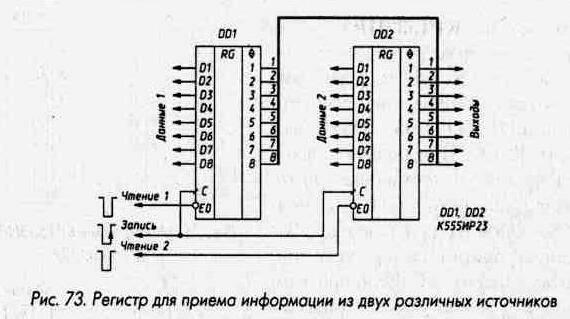 DD1
DD2
RG
RG
D1 1 1
D2 2 2
D3 3 3
D4 4 4
D5 5 5
D6 6 6
D7 7 7
D8 8 8
Данные 1
D1 1 1
D2 2 2
D3 3 3
D4 4 4
D5 5 5
D6 6 6
D7 7 7
D8 8 8
Данные 2
Выходы
C
E0
C
E0
Чтение 1
Запись
Чтение 2
DD1, DD2
К555ИР23
Рис. 73. Регистр для приема информации из двух различных источников